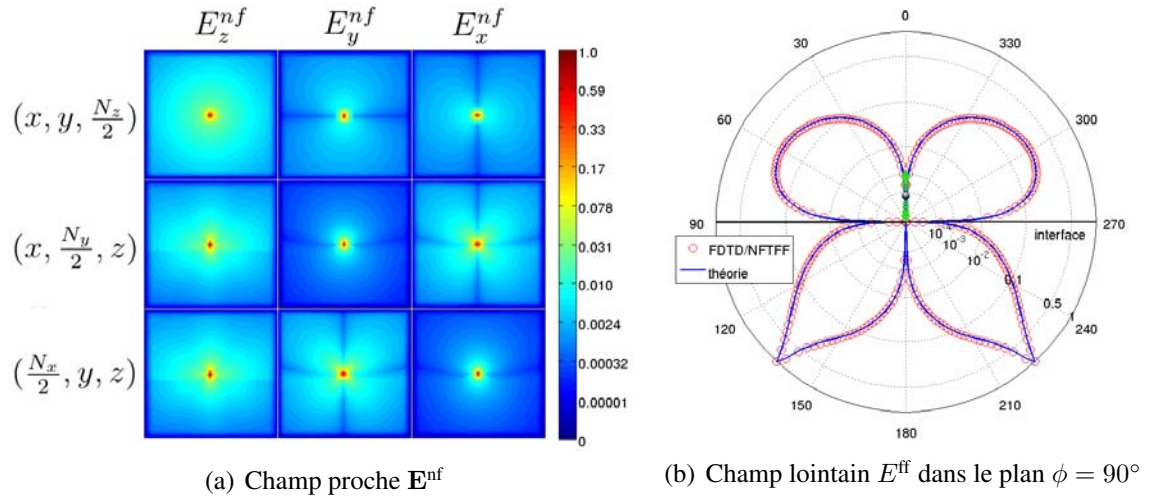 E_z^{nf} E_y^{nf} E_x^{nf}
(x, y, \frac{N_z}{2})
(x, \frac{N_y}{2}, z)
(\frac{N_x}{2}, y, z)
1.0
0.59
0.33
0.17
0.078
0.031
0.010
0.0024
0.00032
0.00001
0
(a) Champ proche E^{nf}
0
30 330
60 300
90 270
interface
10^{-3}
10^{-2}
0.1
0.5
1
FDTD/NFTFF
théorie
120 240
150 210
180
(b) Champ lointain E^{ff} dans le plan ϕ = 90°